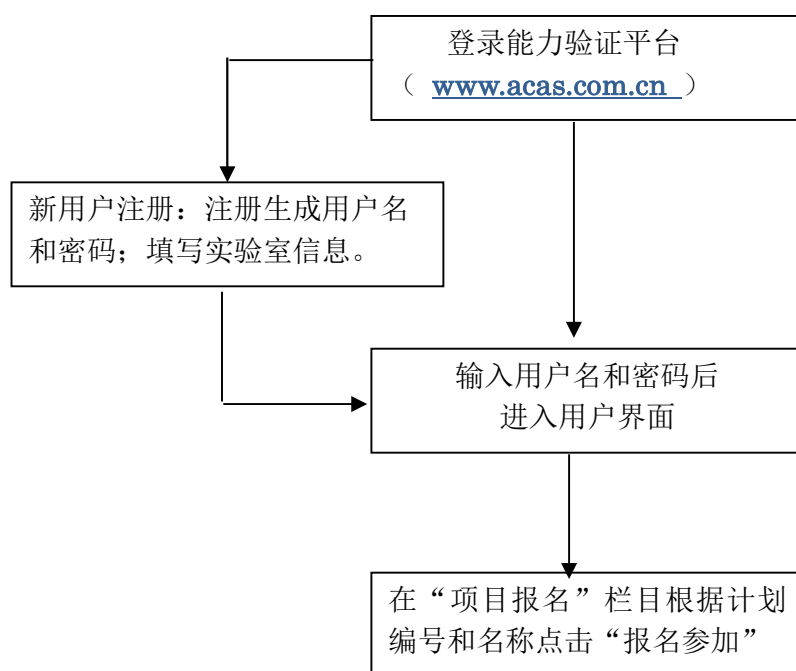 登录能力验证平台
（ www.acas.com.cn ）
新用户注册：注册生成用户名
和密码；填写实验室信息。
输入用户名和密码后
进入用户界面
在“项目报名”栏目根据计划
编号和名称点击“报名参加”